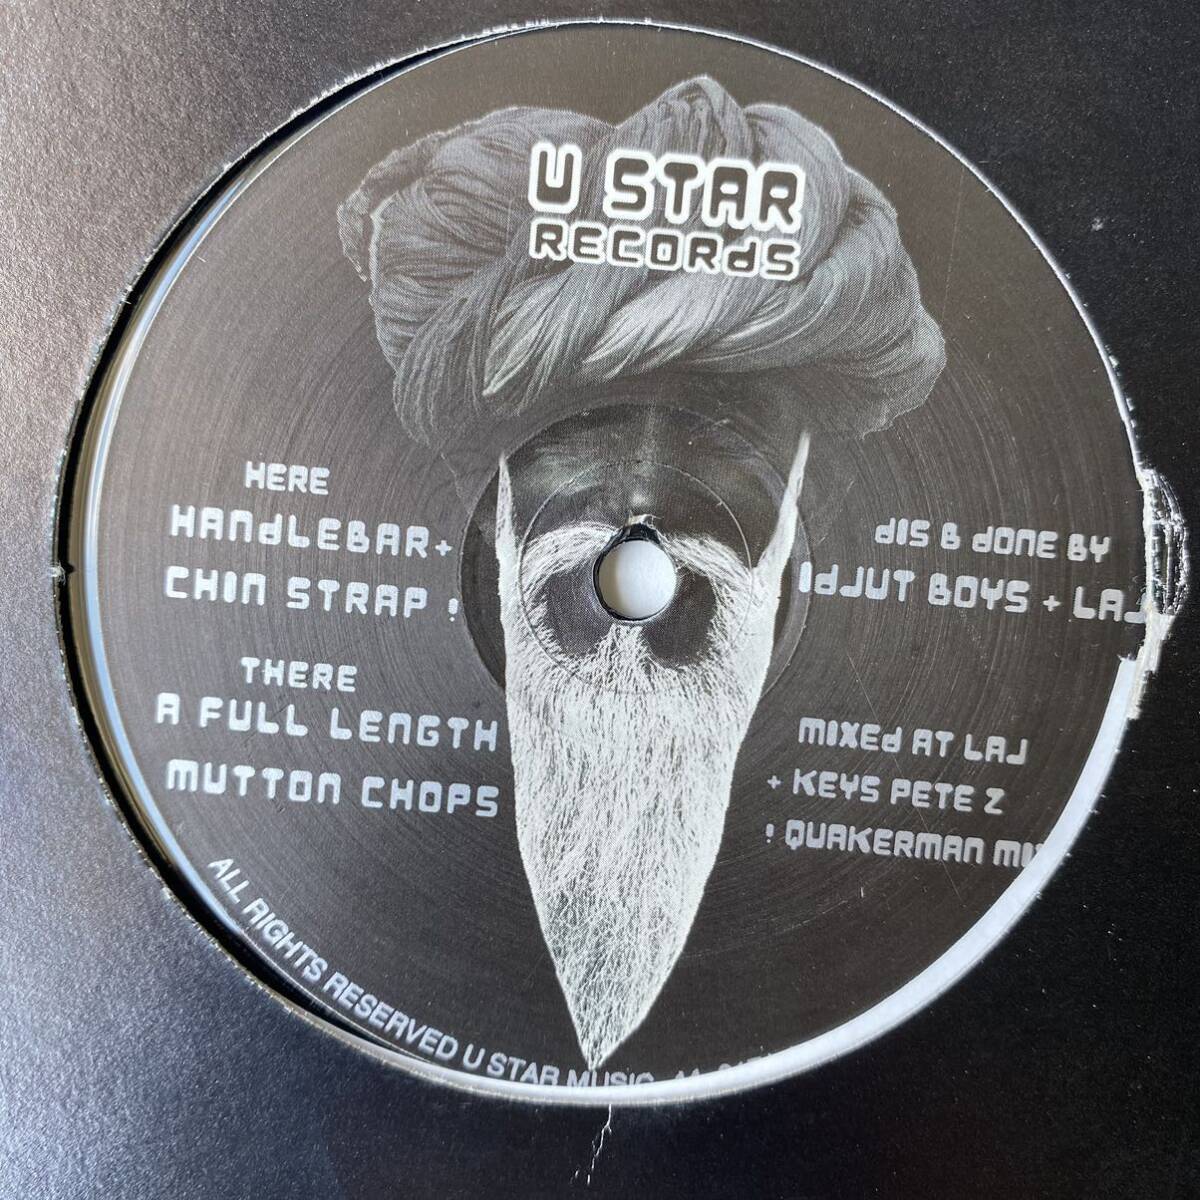 U STAR
RECORdS
HERE
HANdLEBAR+
CHIN STRAP !
THERE
A FULL LENGTH
MUTTON CHOPS
dIS & dONE BY
IdJUT BOYS + LAJ
MIXEd AT LAJ
+ KEYS PETE Z
! QUAKERMAN
ALL RIGHTS RESERVED U STAR MUSIC